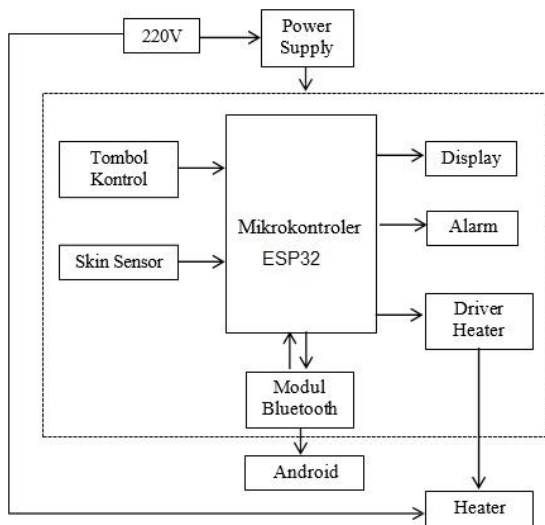 220V
Power
Supply
Tombol
Kontrol
Skin Sensor
Mikrokontroler
ESP32
Display
Alarm
Driver
Heater
Modul
Bluetooth
Android
Heater